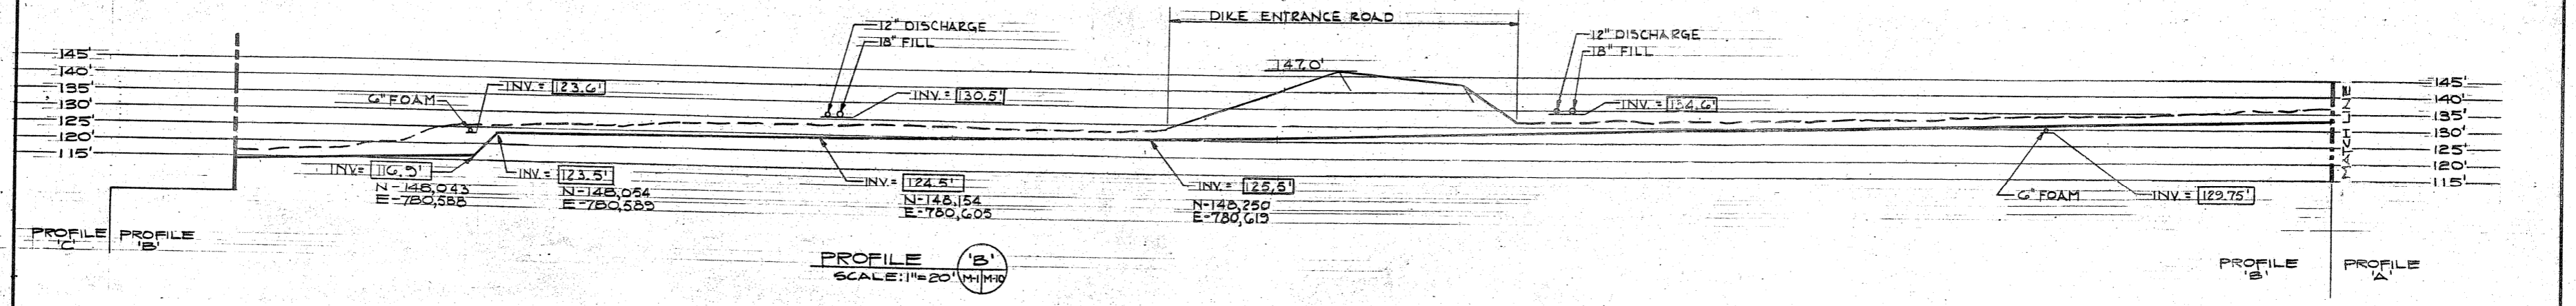 12" DISCHARGE
18" FILL
DIKE ENTRANCE ROAD
12" DISCHARGE
18" FILL
145'
140'
135'
130'
125'
120'
115'
6" FOAM
INV. = 123.6'
INV. = 130.5'
147.0'
INV. = 134.6'
MATCH LINE
145'
140'
135'
130'
125'
120'
115'
INV = 116.9'
N-148,043
E-780,588
INV. = 123.5'
N-148,054
E-780,589
INV. = 124.5'
N-148,154
E-780,605
INV. = 125.5'
N-148,250
E-780,619
6" FOAM
INV. = 129.75'
PROFILE 'C'
PROFILE 'B'
PROFILE 'B'
SCALE: 1"=20'
M-1 M-10
PROFILE 'B'
PROFILE 'A'